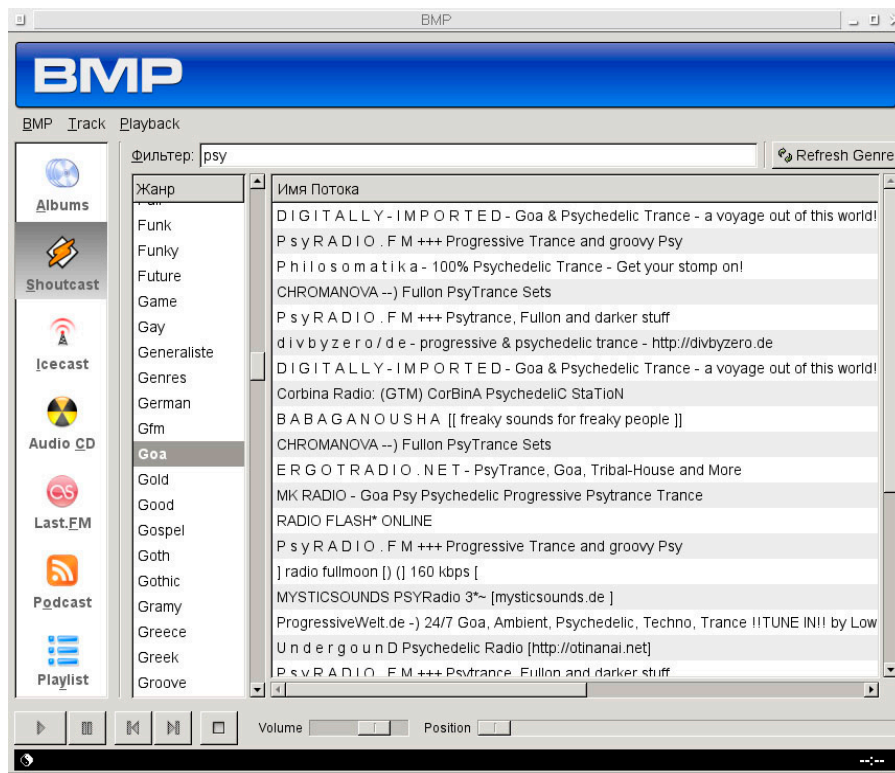 BMP
BMP
BMP Track Playback
Фильтер: psy
Refresh Genre
Albums
Shoutcast
Icecast
Audio CD
Last.FM
Podcast
Playlist
Жанр
Funk
Funky
Future
Game
Gay
Generaliste
Genres
German
Gfm
Goa
Gold
Good
Gospel
Goth
Gothic
Gramy
Greece
Greek
Groove
Имя Потока
D I G I T A L L Y - I M P O R T E D - Goa & Psychedelic Trance - a voyage out of this world!
P s y R A D I O . F M +++ Progressive Trance and groovy Psy
P h i l o s o m a t i k a - 100% Psychedelic Trance - Get your stomp on!
CHROMANOVA --) Fullon PsyTrance Sets
P s y R A D I O . F M +++ Psytrance, Fullon and darker stuff
d i v b y z e r o / d e - progressive & psychedelic trance - http://divbyzero.de
D I G I T A L L Y - I M P O R T E D - Goa & Psychedelic Trance - a voyage out of this world!
Corbina Radio: (GTM) CorBinA PsychedeliC StaTioN
B A B A G A N O U S H A [[ freaky sounds for freaky people ]]
CHROMANOVA --) Fullon PsyTrance Sets
E R G O T R A D I O . N E T - PsyTrance, Goa, Tribal-House and More
MK RADIO - Goa Psy Psychedelic Progressive Psytrance Trance
RADIO FLASH* ONLINE
P s y R A D I O . F M +++ Progressive Trance and groovy Psy
] radio fullmoon [) (] 160 kbps [
MYSTICSOUNDS PSYRadio 3*~ [mysticsounds.de ]
ProgressiveWelt.de -) 24/7 Goa, Ambient, Psychedelic, Techno, Trance !!TUNE IN!! by Low
U n d e r g o u n D Psychedelic Radio [http://otinanai.net]
P s y R A D I O . F M +++ Psytrance, Fullon and darker stuff
Volume
Position
--:--